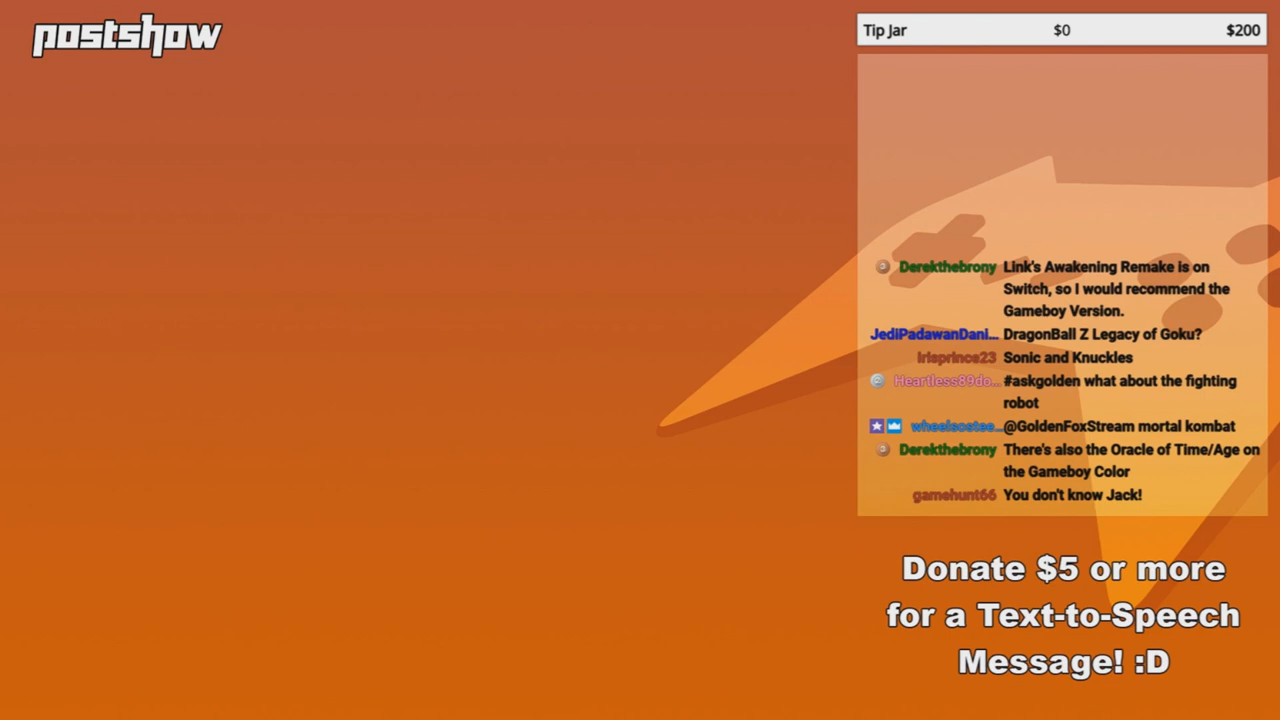 postshow
Tip Jar $0 $200
Derekthebrony Link's Awakening Remake is on
Switch, so I would recommend the
Gameboy Version.
JediPadawanDani... DragonBall Z Legacy of Goku?
irisprince23 Sonic and Knuckles
Heartless89do... #askgolden what about the fighting
robot
wheelsostee... @GoldenFoxStream mortal kombat
Derekthebrony There's also the Oracle of Time/Age on
the Gameboy Color
gamehunt66 You don't know Jack!
Donate $5 or more
for a Text-to-Speech
Message! :D